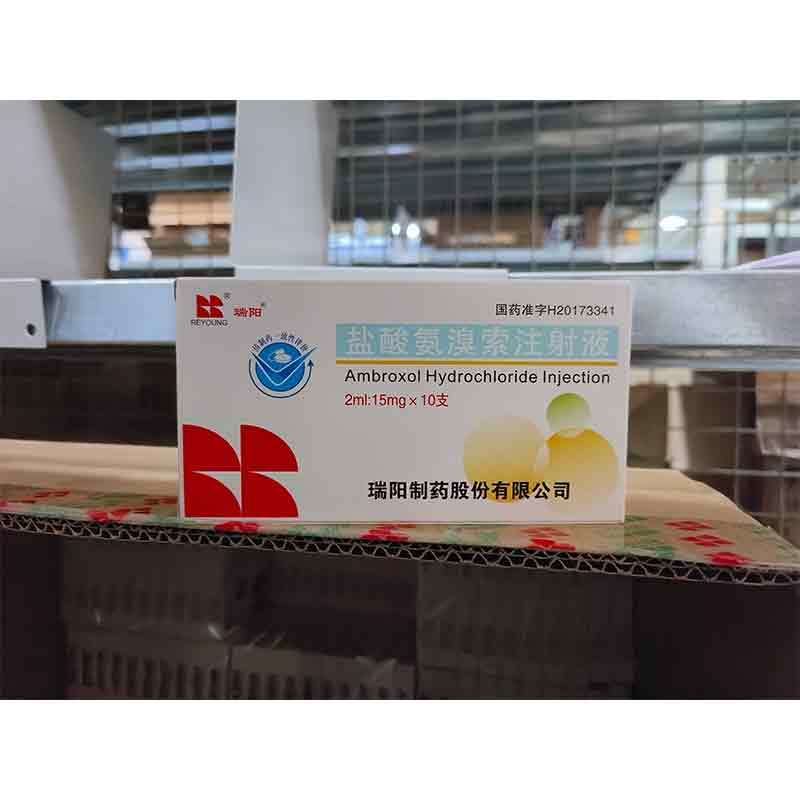 REYOUNG
瑞阳
国药准字H20173341
盐酸氨溴索注射液
Ambroxol Hydrochloride Injection
2ml:15mg×10支
瑞阳制药股份有限公司